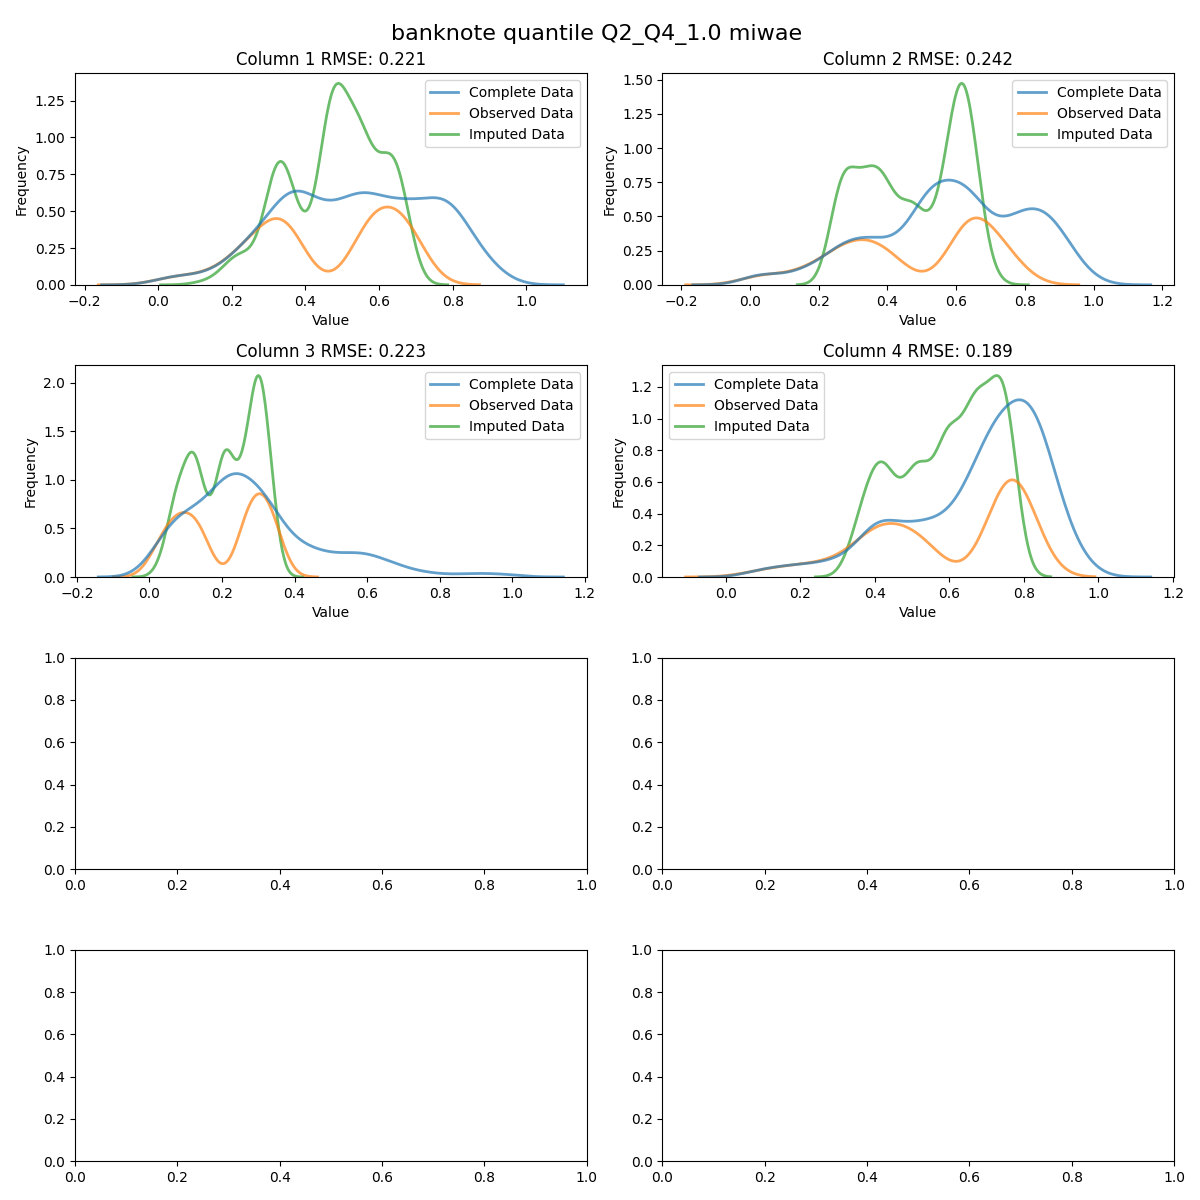 banknote quantile Q2_Q4_1.0 miwae
Column 1 RMSE: 0.221
Frequency
1.25
1.00
0.75
0.50
0.25
0.00
Complete Data
Observed Data
Imputed Data
−0.2 0.0 0.2 0.4 0.6 0.8 1.0
Value
Column 2 RMSE: 0.242
Frequency
1.50
1.25
1.00
0.75
0.50
0.25
0.00
Complete Data
Observed Data
Imputed Data
−0.2 0.0 0.2 0.4 0.6 0.8 1.0 1.2
Value
Column 3 RMSE: 0.223
Frequency
2.0
1.5
1.0
0.5
0.0
Complete Data
Observed Data
Imputed Data
−0.2 0.0 0.2 0.4 0.6 0.8 1.0 1.2
Value
Column 4 RMSE: 0.189
Frequency
1.2
1.0
0.8
0.6
0.4
0.2
0.0
Complete Data
Observed Data
Imputed Data
0.0 0.2 0.4 0.6 0.8 1.0 1.2
Value
1.0
0.8
0.6
0.4
0.2
0.0
0.0 0.2 0.4 0.6 0.8 1.0
1.0
0.8
0.6
0.4
0.2
0.0
0.0 0.2 0.4 0.6 0.8 1.0
1.0
0.8
0.6
0.4
0.2
0.0
0.0 0.2 0.4 0.6 0.8 1.0
1.0
0.8
0.6
0.4
0.2
0.0
0.0 0.2 0.4 0.6 0.8 1.0